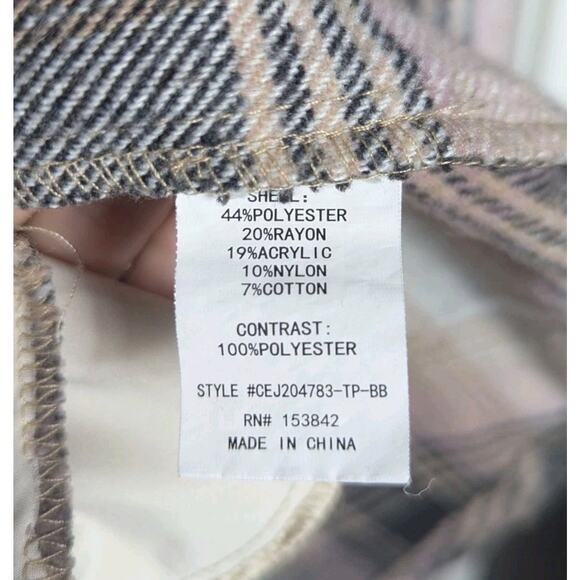 SHELL:
44%POLYESTER
20%RAYON
19%ACRYLIC
10%NYLON
7%COTTON
CONTRAST:
100%POLYESTER
STYLE #CEJ204783-TP-BB
RN# 153842
MADE IN CHINA